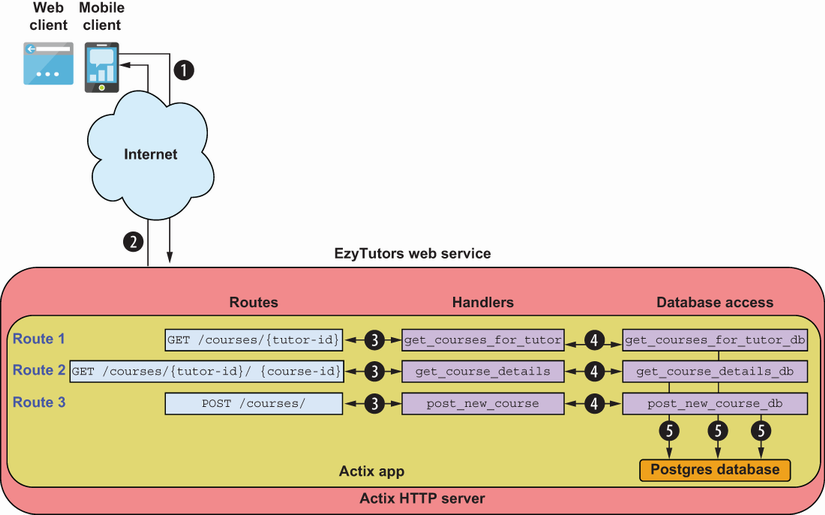 Web client
Mobile client
1
Internet
2
EzyTutors web service
Routes
Handlers
Database access
Route 1
GET /courses/{tutor-id}
3
get_courses_for_tutor
4
get_courses_for_tutor_db
Route 2
GET /courses/{tutor-id}/ {course-id}
3
get_course_details
4
get_course_details_db
Route 3
POST /courses/
3
post_new_course
4
post_new_course_db
5
5
5
Actix app
Postgres database
Actix HTTP server